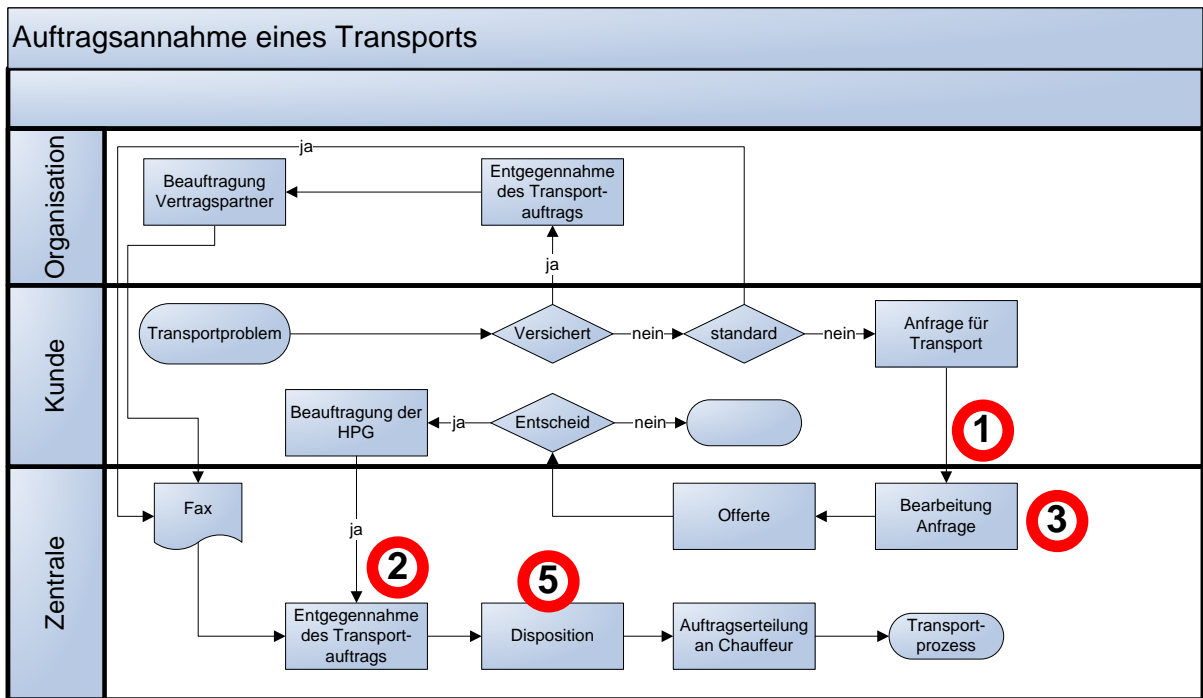 Auftragsannahme eines Transports
Organisation
ja
Beauftragung
Vertragspartner
Entgegennahme
des Transport-
auftrags
ja
Kunde
Transportproblem
Versichert
nein
standard
nein
Anfrage für
Transport
Beauftragung der
HPG
ja
Entscheid
nein
1
Zentrale
Fax
ja
Offerte
Bearbeitung
Anfrage
3
2
5
Entgegennahme
des Transport-
auftrags
Disposition
Auftragserteilung
an Chauffeur
Transport-
prozess